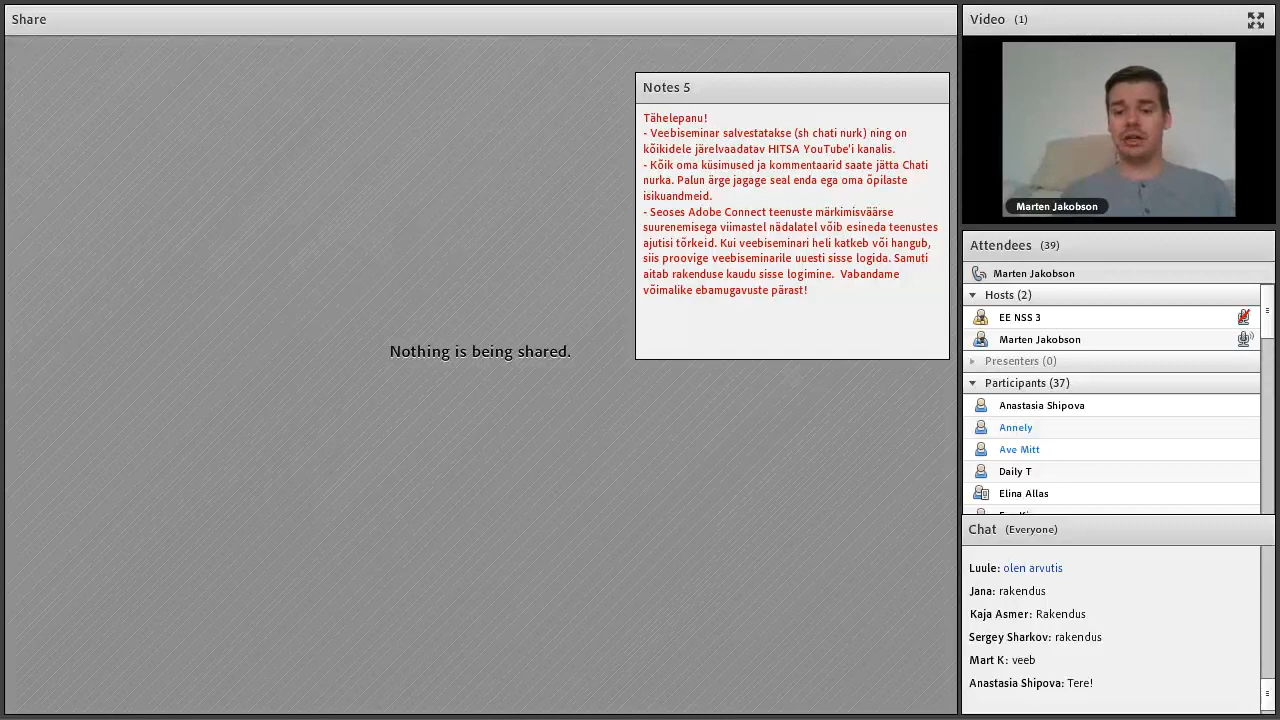 Share
Notes 5
Tähelepanu!
- Veebiseminar salvestatakse (sh chati nurk) ning on
kõikidele järelvaadatav HITSA YouTube'i kanalis.
- Kõik oma küsimused ja kommentaarid saate jätta Chati
nurka. Palun ärge jagage seal enda ega oma õpilaste
isikuandmeid.
- Seoses Adobe Connect teenuste märkimisväärse
suurenemisega viimastel nädalatel võib esineda teenustes
ajutisi tõrkeid. Kui veebiseminari heli katkeb või hangub,
siis proovige veebiseminarile uuesti sisse logida. Samuti
aitab rakenduse kaudu sisse logimine.  Vabandame
võimalike ebamugavuste pärast!
Nothing is being shared.
Video (1)
Marten Jakobson
Attendees (39)
Marten Jakobson
Hosts (2)
EE NSS 3
Marten Jakobson
Presenters (0)
Participants (37)
Anastasia Shipova
Annely
Ave Mitt
Daily T
Elina Allas
Chat (Everyone)
Luule: olen arvutis
Jana: rakendus
Kaja Asmer: Rakendus
Sergey Sharkov: rakendus
Mart K: veeb
Anastasia Shipova: Tere!